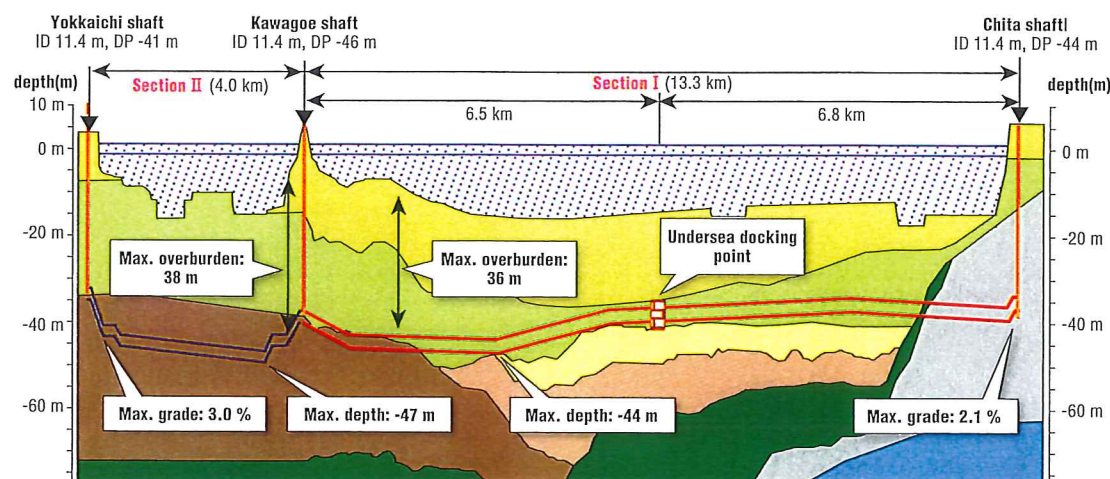 Yokkaichi shaft
ID 11.4 m, DP -41 m
Kawagoe shaft
ID 11.4 m, DP -46 m
Chita shaftl
ID 11.4 m, DP -44 m
depth(m)
Section II (4.0 km)
Section I (13.3 km)
depth(m)
10 m
6.5 km
6.8 km
0 m
0 m
-20 m
-20 m
Max. overburden:
38 m
Max. overburden:
36 m
Undersea docking
point
-40 m
-40 m
Max. grade: 3.0 %
Max. depth: -47 m
Max. depth: -44 m
Max. grade: 2.1 %
-60 m
-60 m